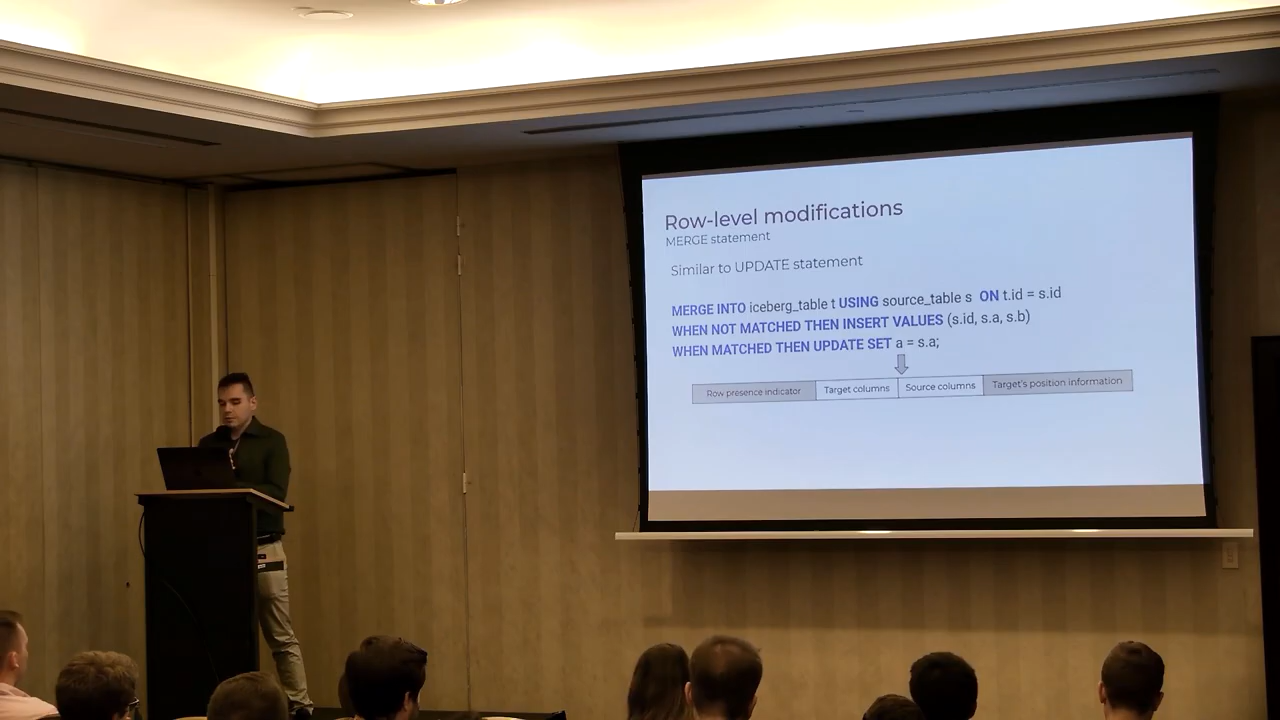 Row-level modifications
MERGE statement
Similar to UPDATE statement
MERGE INTO iceberg_table t USING source_table s ON t.id = s.id
WHEN NOT MATCHED THEN INSERT VALUES (s.id, s.a, s.b)
WHEN MATCHED THEN UPDATE SET a = s.a;
Row presence indicator Target columns Source columns Target's position information